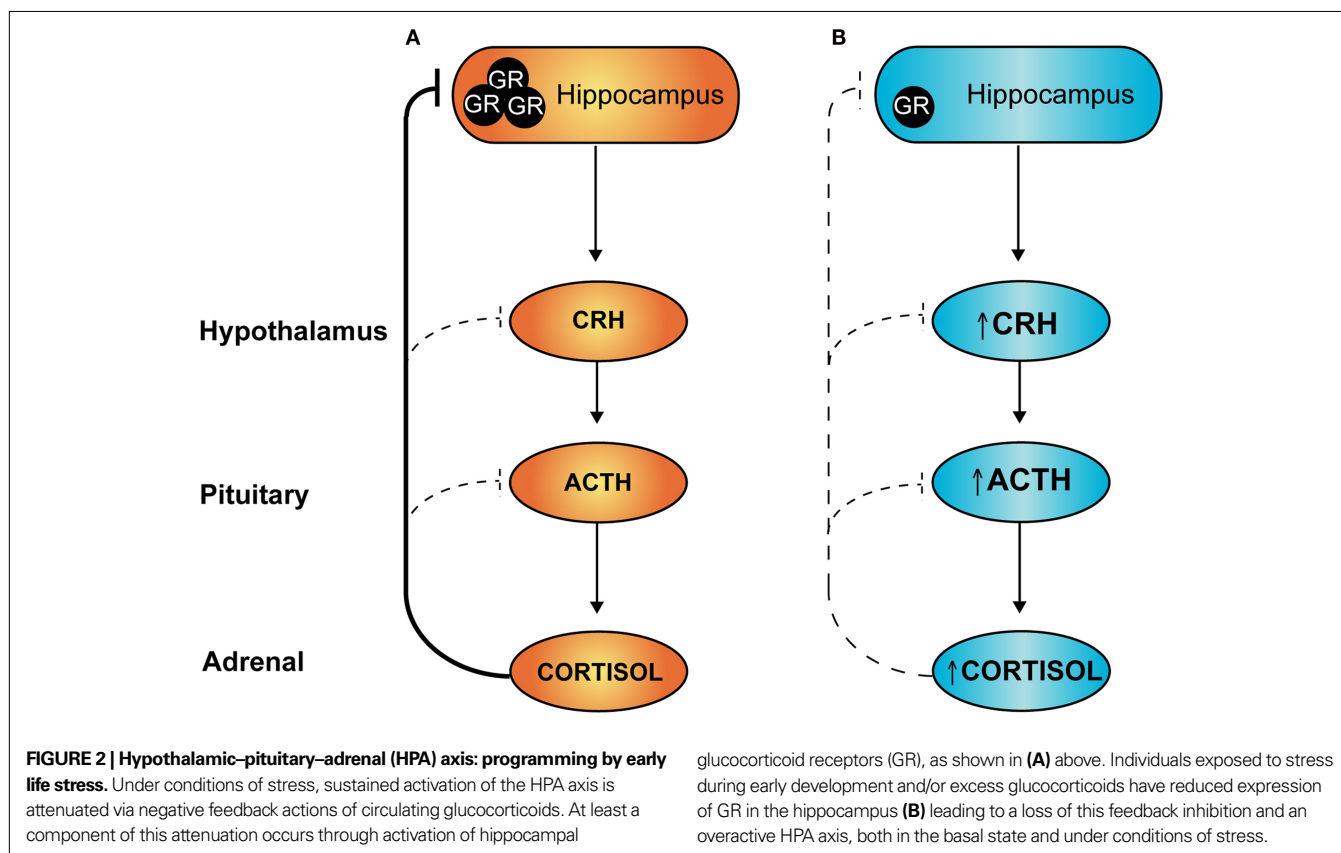 A
B
GR
GR GR
Hippocampus
GR
Hippocampus
Hypothalamus
CRH
↑CRH
Pituitary
ACTH
↑ACTH
Adrenal
CORTISOL
↑CORTISOL
FIGURE 2 | Hypothalamic–pituitary–adrenal (HPA) axis: programming by early
life stress. Under conditions of stress, sustained activation of the HPA axis is
attenuated via negative feedback actions of circulating glucocorticoids. At least a
component of this attenuation occurs through activation of hippocampal
glucocorticoid receptors (GR), as shown in (A) above. Individuals exposed to stress
during early development and/or excess glucocorticoids have reduced expression
of GR in the hippocampus (B) leading to a loss of this feedback inhibition and an
overactive HPA axis, both in the basal state and under conditions of stress.